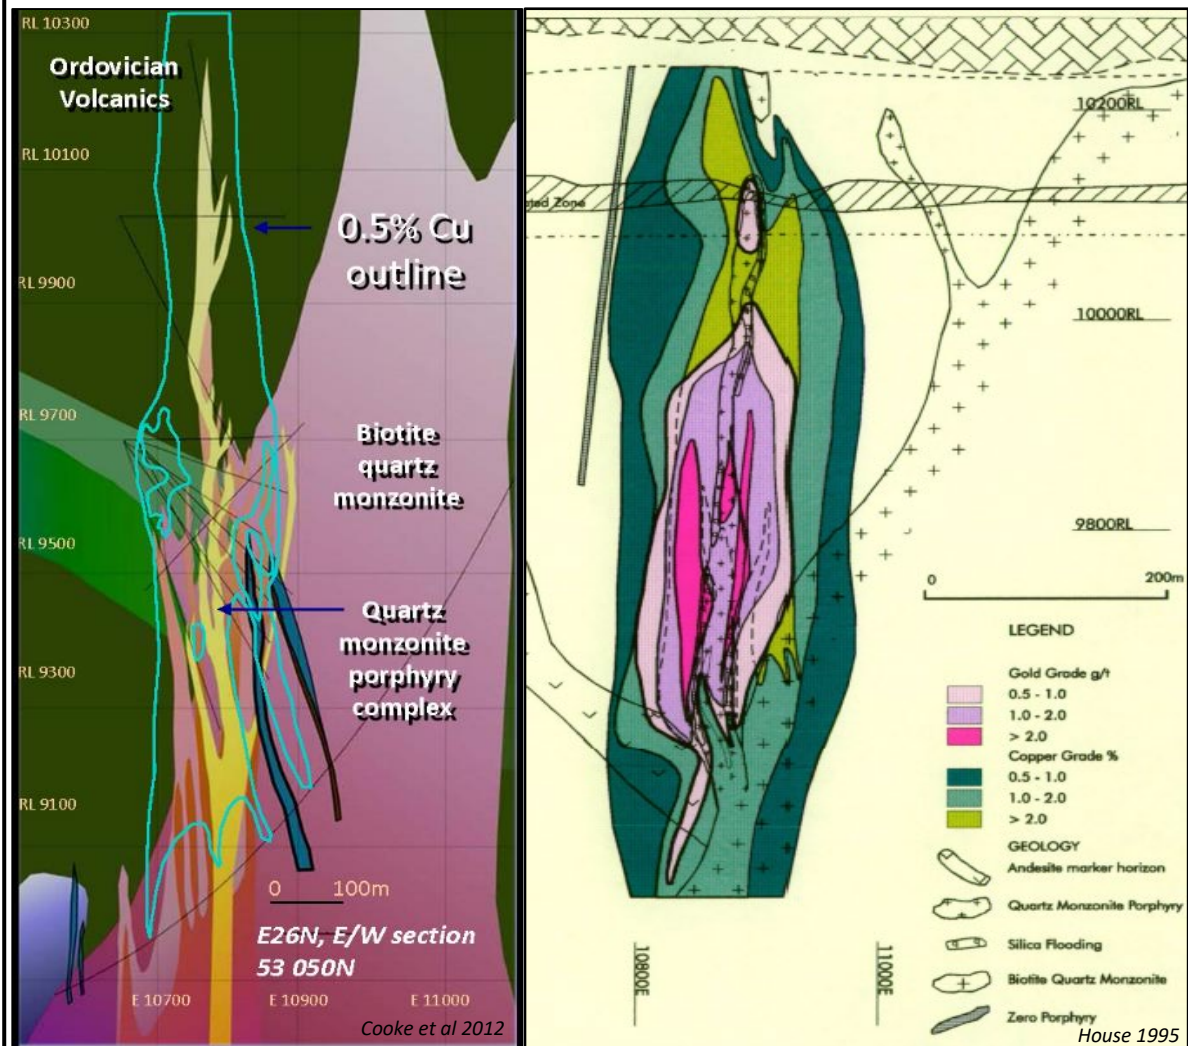 RL 10300
Ordovician
Volcanics
RL 10100
0.5% Cu
outline
RL 9900
RL 9700
Biotite
quartz
monzonite
RL 9500
Quartz
monzonite
porphyry
complex
RL 9300
RL 9100
0 100m
E26N, E/W section
53 050N
E 10700 E 10900 E 11000
Cooke et al 2012
10200RL
ated Zone
10000RL
9800RL
0 200m
LEGEND
Gold Grade g/t
0.5 - 1.0
1.0 - 2.0
> 2.0
Copper Grade %
0.5 - 1.0
1.0 - 2.0
> 2.0
GEOLOGY
Andesite marker horizon
Quartz Monzonite Porphyry
Silica Flooding
Biotite Quartz Monzonite
Zero Porphyry
10800E
11000E
House 1995